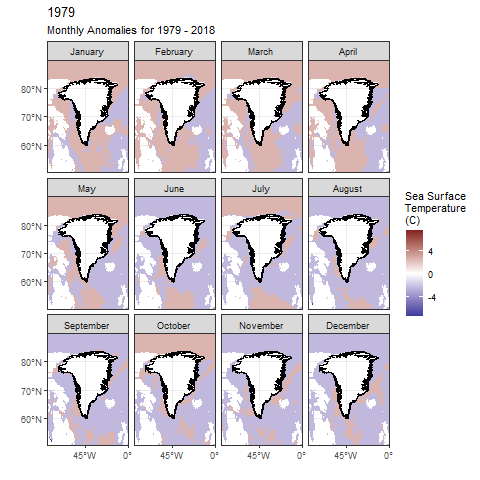 1979
Monthly Anomalies for 1979 - 2018
January February March April
80°N
70°N
60°N
May June July August
80°N
70°N
60°N
Sea Surface
Temperature
(C)
4
0
-4
September October November December
80°N
70°N
60°N
45°W 0° 45°W 0° 45°W 0° 45°W 0°